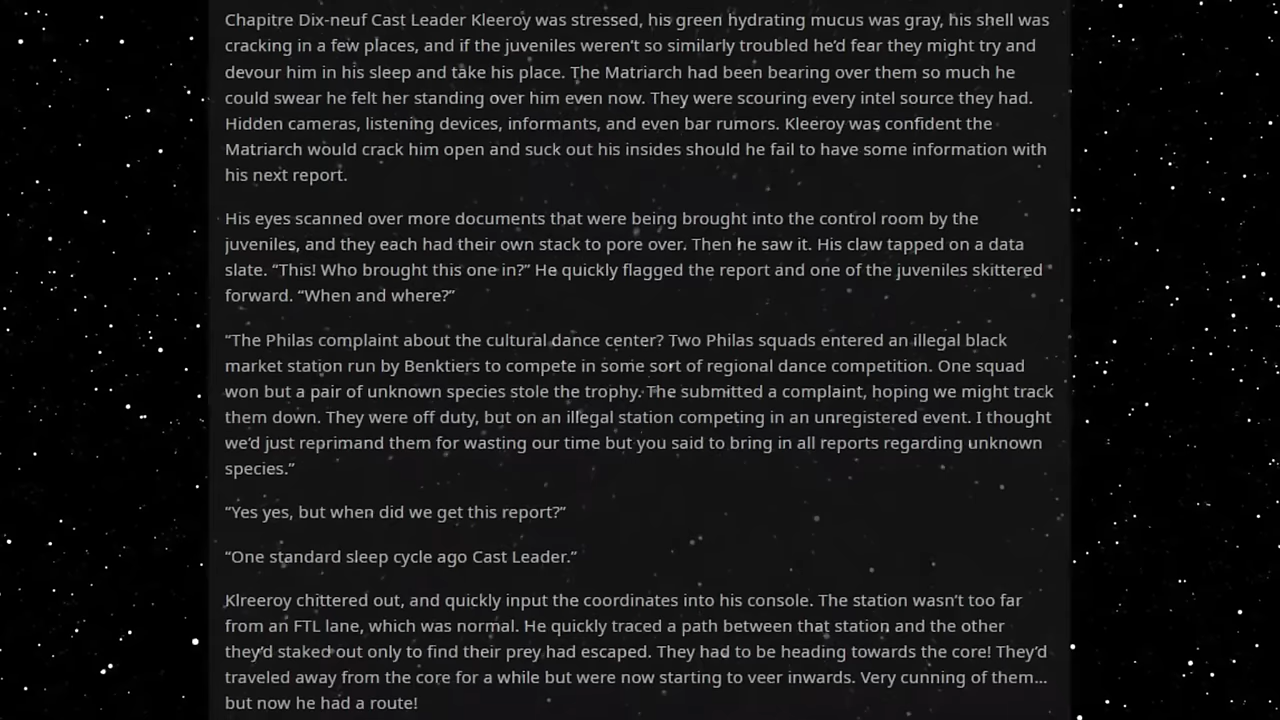 Chapitre Dix-neuf Cast Leader Kleeroy was stressed, his green hydrating mucus was gray, his shell was
cracking in a few places, and if the juveniles weren’t so similarly troubled he’d fear they might try and
devour him in his sleep and take his place. The Matriarch had been bearing over them so much he
could swear he felt her standing over him even now. They were scouring every intel source they had.
Hidden cameras, listening devices, informants, and even bar rumors. Kleeroy was confident the
Matriarch would crack him open and suck out his insides should he fail to have some information with
his next report.
His eyes scanned over more documents that were being brought into the control room by the
juveniles, and they each had their own stack to pore over. Then he saw it. His claw tapped on a data
slate. “This! Who brought this one in?” He quickly flagged the report and one of the juveniles skittered
forward. “When and where?”
“The Philas complaint about the cultural dance center? Two Philas squads entered an illegal black
market station run by Benktiers to compete in some sort of regional dance competition. One squad
won but a pair of unknown species stole the trophy. The submitted a complaint, hoping we might track
them down. They were off duty, but on an illegal station competing in an unregistered event. I thought
we’d just reprimand them for wasting our time but you said to bring in all reports regarding unknown
species.”
“Yes yes, but when did we get this report?”
“One standard sleep cycle ago Cast Leader.”
Klreeroy chittered out, and quickly input the coordinates into his console. The station wasn’t too far
from an FTL lane, which was normal. He quickly traced a path between that station and the other
they’d staked out only to find their prey had escaped. They had to be heading towards the core! They’d
traveled away from the core for a while but were now starting to veer inwards. Very cunning of them…
but now he had a route!